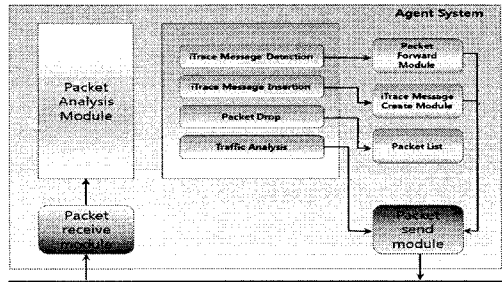 Agent System
Packet
Analysis
Module
iTrace Message Detection
iTrace Message Insertion
Packet Drop
Traffic Analysis
Packet
Forward
Module
iTrace Message
Create Module
Packet List
Packet
receive
module
Packet
send
module